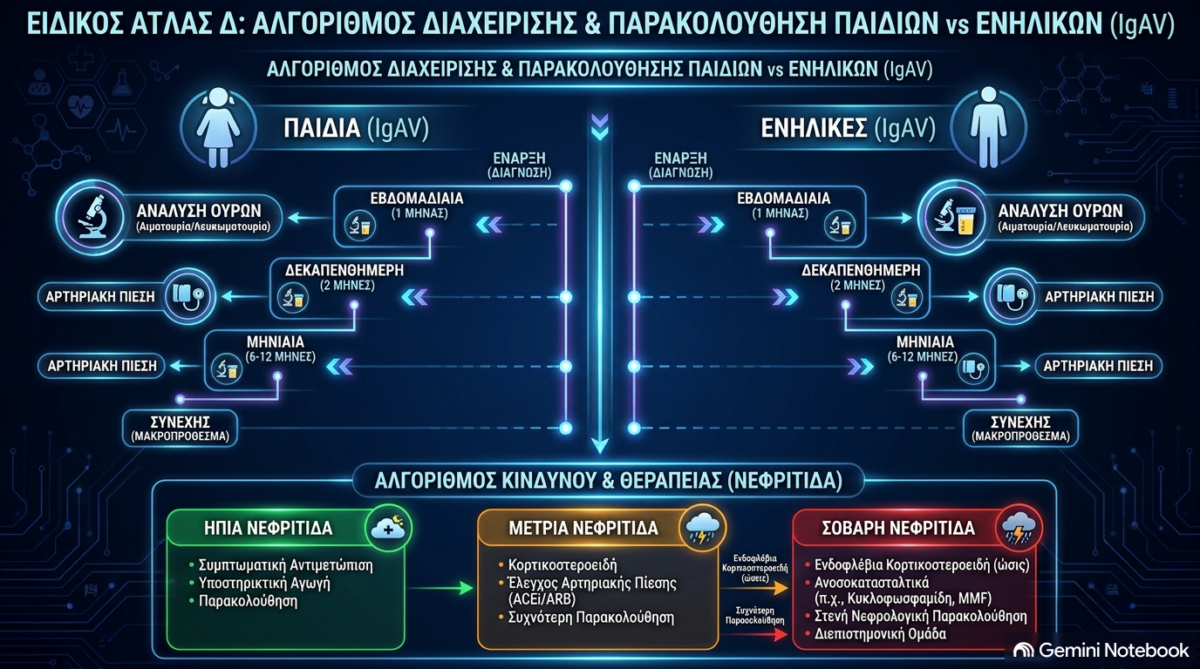 ΕΙΔΙΚΟΣ ΑΤΛΑΣ Δ: ΑΛΓΟΡΙΘΜΟΣ ΔΙΑΧΕΙΡΙΣΗΣ & ΠΑΡΑΚΟΛΟΥΘΗΣΗ ΠΑΙΔΙΩΝ vs ΕΝΗΛΙΚΩΝ (IgAV)
ΑΛΓΟΡΙΘΜΟΣ ΔΙΑΧΕΙΡΙΣΗΣ & ΠΑΡΑΚΟΛΟΥΘΗΣΗΣ ΠΑΙΔΙΩΝ vs ΕΝΗΛΙΚΩΝ (IgAV)
ΠΑΙΔΙΑ (IgAV)
ΕΝΑΡΞΗ
(ΔΙΑΓΝΩΣΗ)
ΕΒΔΟΜΑΔΙΑΙΑ
(1 ΜΗΝΑΣ)
ΑΝΑΛΥΣΗ ΟΥΡΩΝ
(Αιματουρία/Λευκωματουρία)
ΔΕΚΑΠΕΝΘΗΜΕΡΗ
(2 ΜΗΝΕΣ)
ΑΡΤΗΡΙΑΚΗ ΠΙΕΣΗ
ΜΗΝΙΑΙΑ
(6-12 ΜΗΝΕΣ)
ΑΡΤΗΡΙΑΚΗ ΠΙΕΣΗ
ΣΥΝΕΧΗΣ
(ΜΑΚΡΟΠΡΟΘΕΣΜΑ)
ΕΝΗΛΙΚΕΣ (IgAV)
ΕΝΑΡΞΗ
(ΔΙΑΓΝΩΣΗ)
ΕΒΔΟΜΑΔΙΑΙΑ
(1 ΜΗΝΑΣ)
ΑΝΑΛΥΣΗ ΟΥΡΩΝ
(Αιματουρία/Λευκωματουρία)
ΔΕΚΑΠΕΝΘΗΜΕΡΗ
(2 ΜΗΝΕΣ)
ΑΡΤΗΡΙΑΚΗ ΠΙΕΣΗ
ΜΗΝΙΑΙΑ
(6-12 ΜΗΝΕΣ)
ΑΡΤΗΡΙΑΚΗ ΠΙΕΣΗ
ΣΥΝΕΧΗΣ
(ΜΑΚΡΟΠΡΟΘΕΣΜΑ)
ΑΛΓΟΡΙΘΜΟΣ ΚΙΝΔΥΝΟΥ & ΘΕΡΑΠΕΙΑΣ (ΝΕΦΡΙΤΙΔΑ)
ΗΠΙΑ ΝΕΦΡΙΤΙΔΑ
• Συμπτωματική Αντιμετώπιση
• Υποστηρικτική Αγωγή
• Παρακολούθηση
ΜΕΤΡΙΑ ΝΕΦΡΙΤΙΔΑ
• Κορτικοστεροειδή
• Έλεγχος Αρτηριακής Πίεσης
(ACEi/ARB)
• Συχνότερη Παρακολούθηση
Ενδοφλέβια
(ώσεις)
Συχνότερη
ΣΟΒΑΡΗ ΝΕΦΡΙΤΙΔΑ
• Ενδοφλέβια Κορτικοστεροειδή (ώσις)
• Ανοσοκατασταλτικά
(π.χ., Κυκλοφωσφαμίδη, MMF)
• Στενή Νεφρολογική Παρακολούθηση
• Διεπιστημονική Ομάδα
Gemini Notebook